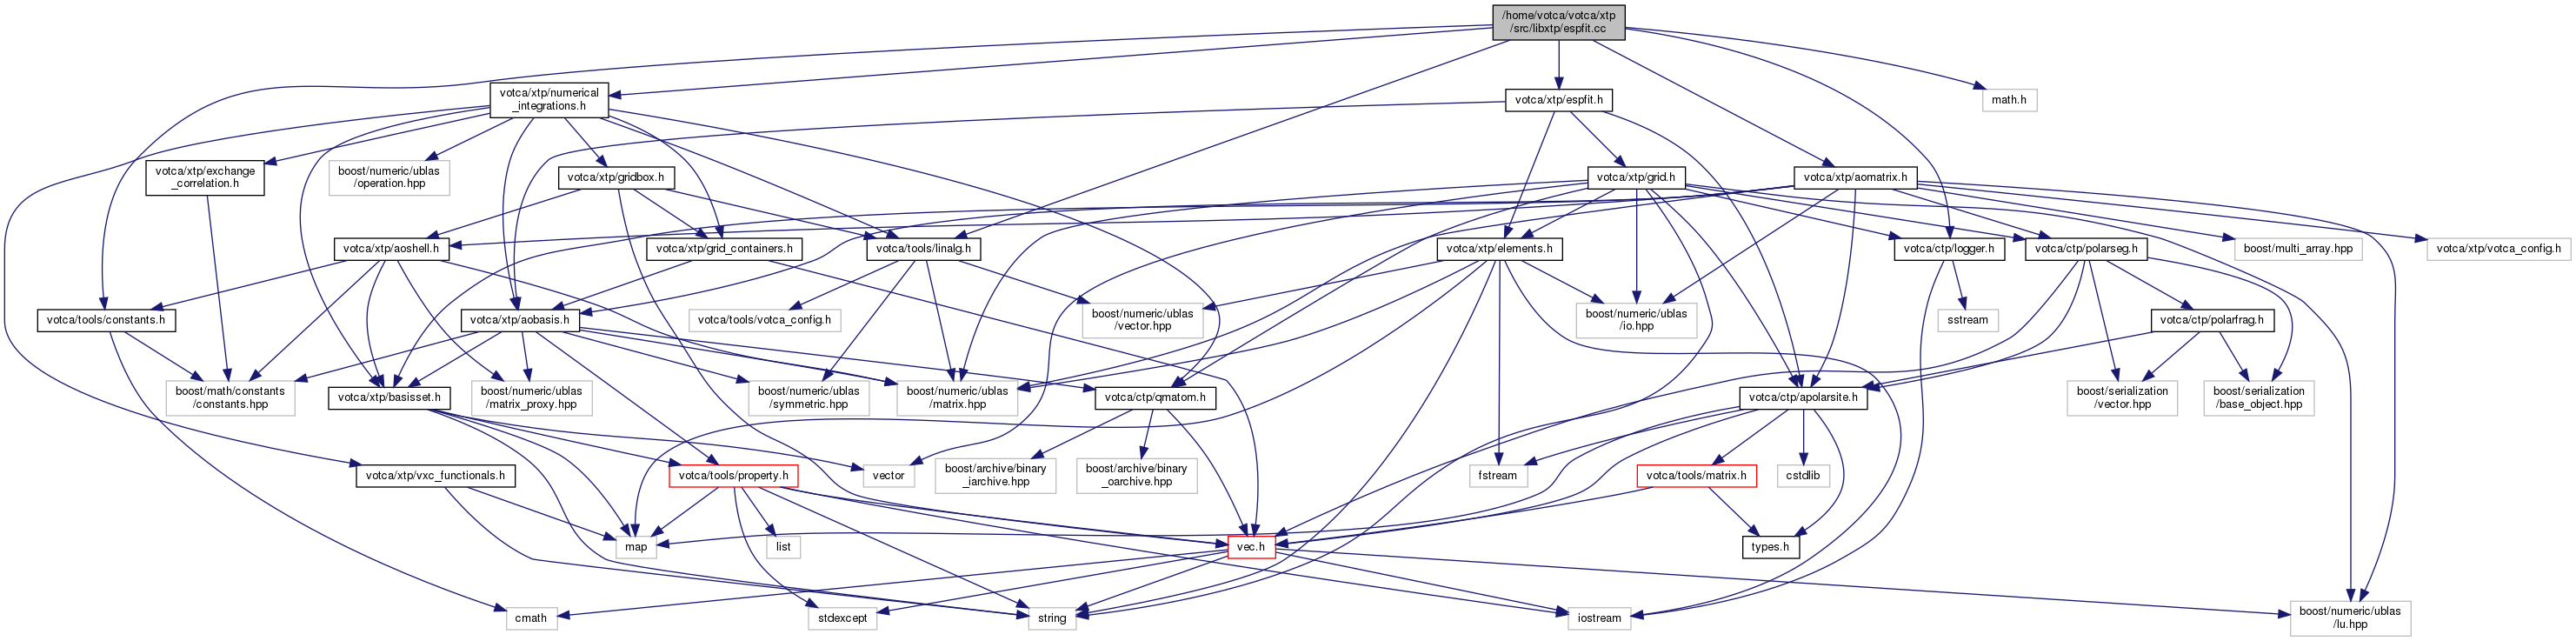 /home/votca/votca/xtp
/src/libxtp/espfit.cc
votca/xtp/numerical
_integrations.h
votca/xtp/espfit.h
math.h
votca/xtp/exchange
_correlation.h
boost/numeric/ublas
/operation.hpp
votca/xtp/gridbox.h
votca/xtp/grid.h
votca/xtp/aomatrix.h
votca/xtp/aoshell.h
votca/xtp/grid_containers.h
votca/tools/linalg.h
votca/xtp/elements.h
votca/ctp/logger.h
votca/ctp/polarseg.h
boost/multi_array.hpp
votca/xtp/votca_config.h
votca/tools/constants.h
votca/xtp/aobasis.h
votca/tools/votca_config.h
boost/numeric/ublas
/vector.hpp
boost/numeric/ublas
/io.hpp
sstream
votca/ctp/polarfrag.h
boost/math/constants
/constants.hpp
votca/xtp/basisset.h
boost/numeric/ublas
/matrix_proxy.hpp
boost/numeric/ublas
/symmetric.hpp
boost/numeric/ublas
/matrix.hpp
votca/ctp/qmatom.h
votca/ctp/apolarsite.h
boost/serialization
/vector.hpp
boost/serialization
/base_object.hpp
votca/xtp/vxc_functionals.h
votca/tools/property.h
vector
boost/archive/binary
_iarchive.hpp
boost/archive/binary
_oarchive.hpp
fstream
votca/tools/matrix.h
cstdlib
map
list
vec.h
types.h
cmath
stdexcept
string
iostream
boost/numeric/ublas
/lu.hpp